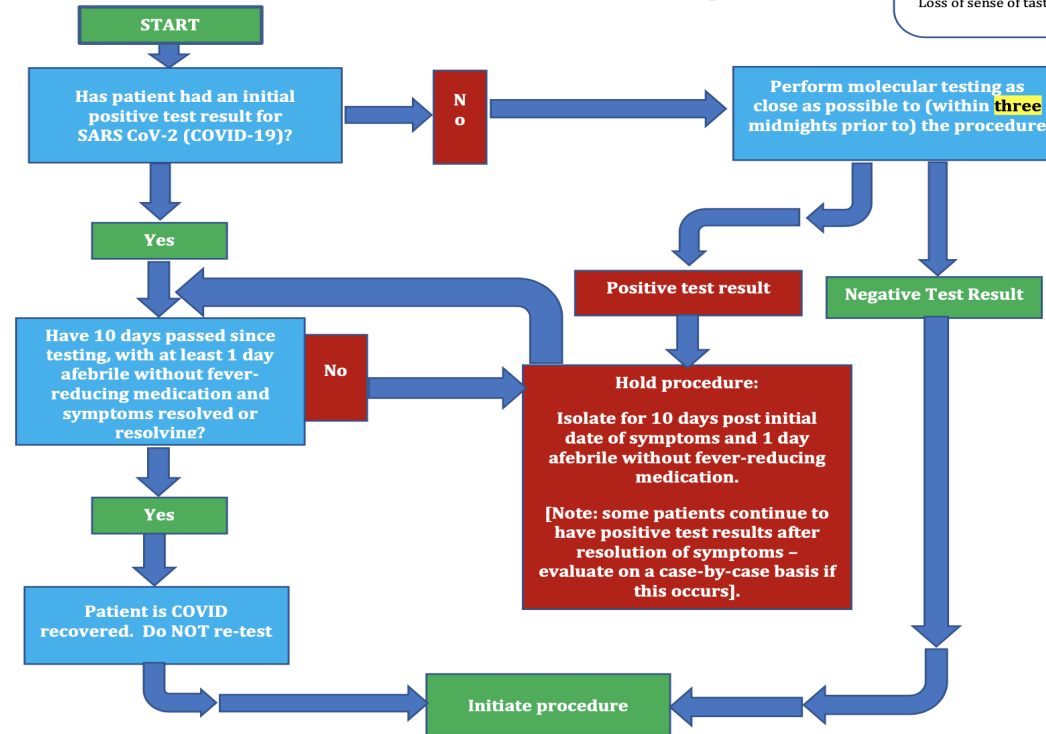 Loss of sense of tast
START
Has patient had an initial
positive test result for
SARS CoV-2 (COVID-19)?
N
o
Perform molecular testing as
close as possible to (within three
midnights prior to) the procedure
Yes
Positive test result
Negative Test Result
Have 10 days passed since
testing, with at least 1 day
afebrile without fever-
reducing medication and
symptoms resolved or
resolving?
No
Hold procedure:
Isolate for 10 days post initial
date of symptoms and 1 day
afebrile without fever-reducing
medication.
[Note: some patients continue to
have positive test results after
resolution of symptoms –
evaluate on a case-by-case basis if
this occurs].
Yes
Patient is COVID
recovered. Do NOT re-test
Initiate procedure